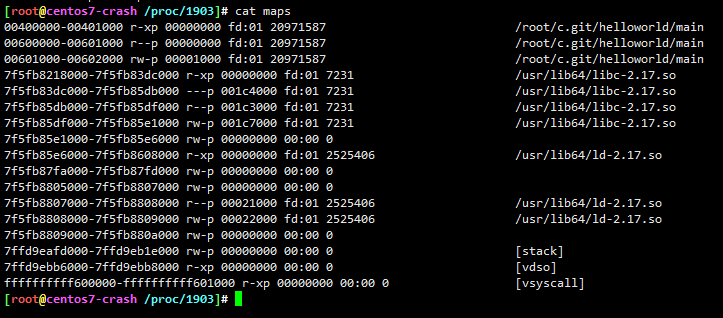 [root@centos7-crash /proc/1903]# cat maps
00400000-00401000 r-xp 00000000 fd:01 20971587 /root/c.git/helloworld/main
00600000-00601000 r--p 00000000 fd:01 20971587 /root/c.git/helloworld/main
00601000-00602000 rw-p 00001000 fd:01 20971587 /root/c.git/helloworld/main
7f5fb8218000-7f5fb83dc000 r-xp 00000000 fd:01 7231 /usr/lib64/libc-2.17.so
7f5fb83dc000-7f5fb85db000 ---p 001c4000 fd:01 7231 /usr/lib64/libc-2.17.so
7f5fb85db000-7f5fb85df000 r--p 001c3000 fd:01 7231 /usr/lib64/libc-2.17.so
7f5fb85df000-7f5fb85e1000 rw-p 001c7000 fd:01 7231 /usr/lib64/libc-2.17.so
7f5fb85e1000-7f5fb85e6000 rw-p 00000000 00:00 0
7f5fb85e6000-7f5fb8608000 r-xp 00000000 fd:01 2525406 /usr/lib64/ld-2.17.so
7f5fb87fa000-7f5fb87fd000 rw-p 00000000 00:00 0
7f5fb8805000-7f5fb8807000 rw-p 00000000 00:00 0
7f5fb8807000-7f5fb8808000 r--p 00021000 fd:01 2525406 /usr/lib64/ld-2.17.so
7f5fb8808000-7f5fb8809000 rw-p 00022000 fd:01 2525406 /usr/lib64/ld-2.17.so
7f5fb8809000-7f5fb880a000 rw-p 00000000 00:00 0
7ffd9eafd000-7ffd9eb1e000 rw-p 00000000 00:00 0 [stack]
7ffd9ebb6000-7ffd9ebb8000 r-xp 00000000 00:00 0 [vdso]
ffffffffff600000-ffffffffff601000 r-xp 00000000 00:00 0 [vsyscall]
[root@centos7-crash /proc/1903]#